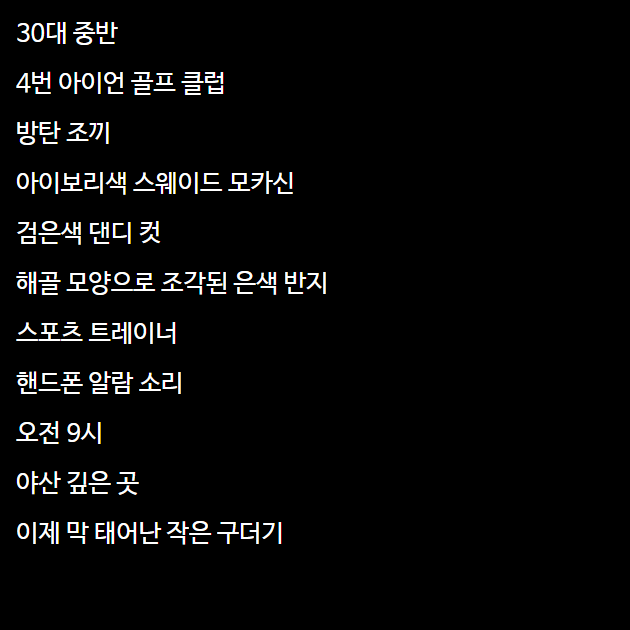 30대 중반
4번 아이언 골프 클럽
방탄 조끼
아이보리색 스웨이드 모카신
검은색 댄디 컷
해골 모양으로 조각된 은색 반지
스포츠 트레이너
핸드폰 알람 소리
오전 9시
야산 깊은 곳
이제 막 태어난 작은 구더기